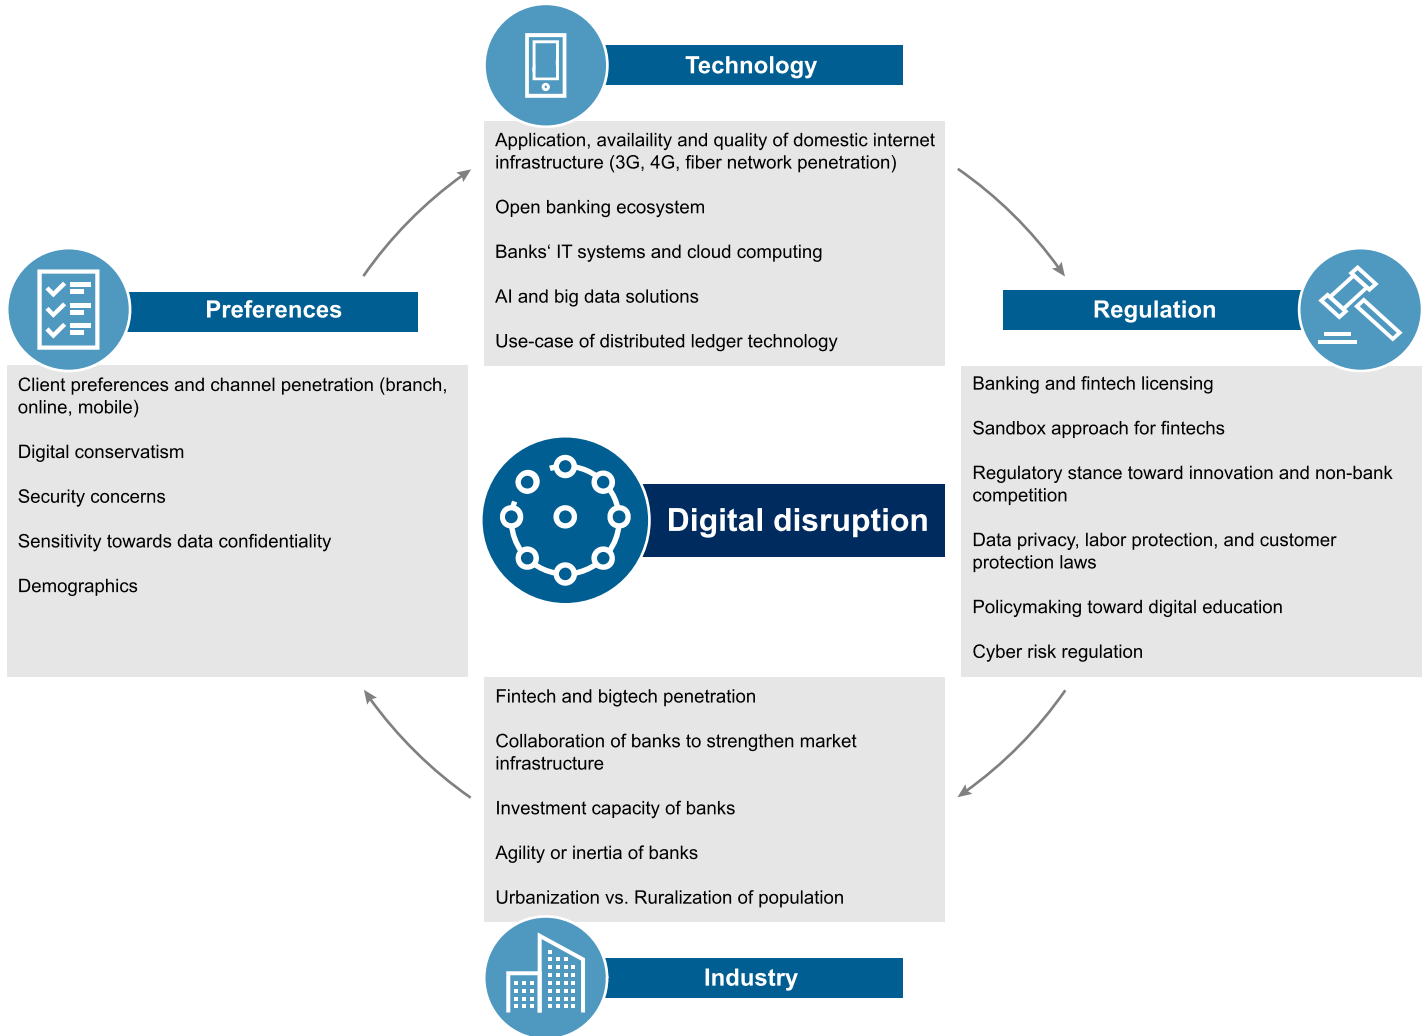 Technology
Application, availaility and quality of domestic internet
infrastructure (3G, 4G, fiber network penetration)
Open banking ecosystem
Banks‘ IT systems and cloud computing
AI and big data solutions
Use-case of distributed ledger technology
Preferences
Client preferences and channel penetration (branch,
online, mobile)
Digital conservatism
Security concerns
Sensitivity towards data confidentiality
Demographics
Digital disruption
Regulation
Banking and fintech licensing
Sandbox approach for fintechs
Regulatory stance toward innovation and non-bank
competition
Data privacy, labor protection, and customer
protection laws
Policymaking toward digital education
Cyber risk regulation
Fintech and bigtech penetration
Collaboration of banks to strengthen market
infrastructure
Investment capacity of banks
Agility or inertia of banks
Urbanization vs. Ruralization of population
Industry